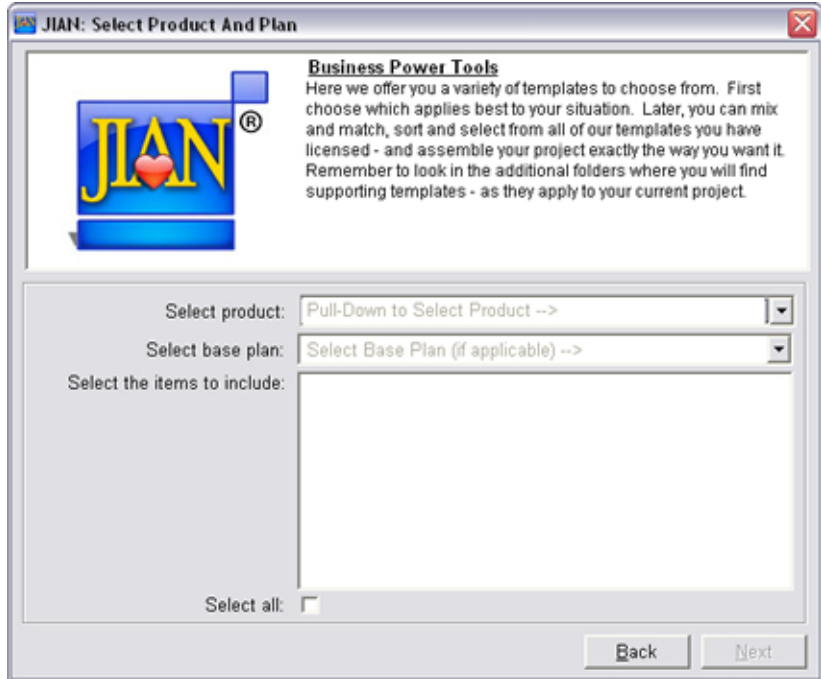 JIAN: Select Product And Plan
Business Power Tools
Here we offer you a variety of templates to choose from. First
choose which applies best to your situation. Later, you can mix
and match, sort and select from all of our templates you have
licensed - and assemble your project exactly the way you want it.
Remember to look in the additional folders where you will find
supporting templates - as they apply to your current project.
JIAN®
Select product: Pull-Down to Select Product -->
Select base plan: Select Base Plan (if applicable) -->
Select the items to include:
Select all:
Back Next